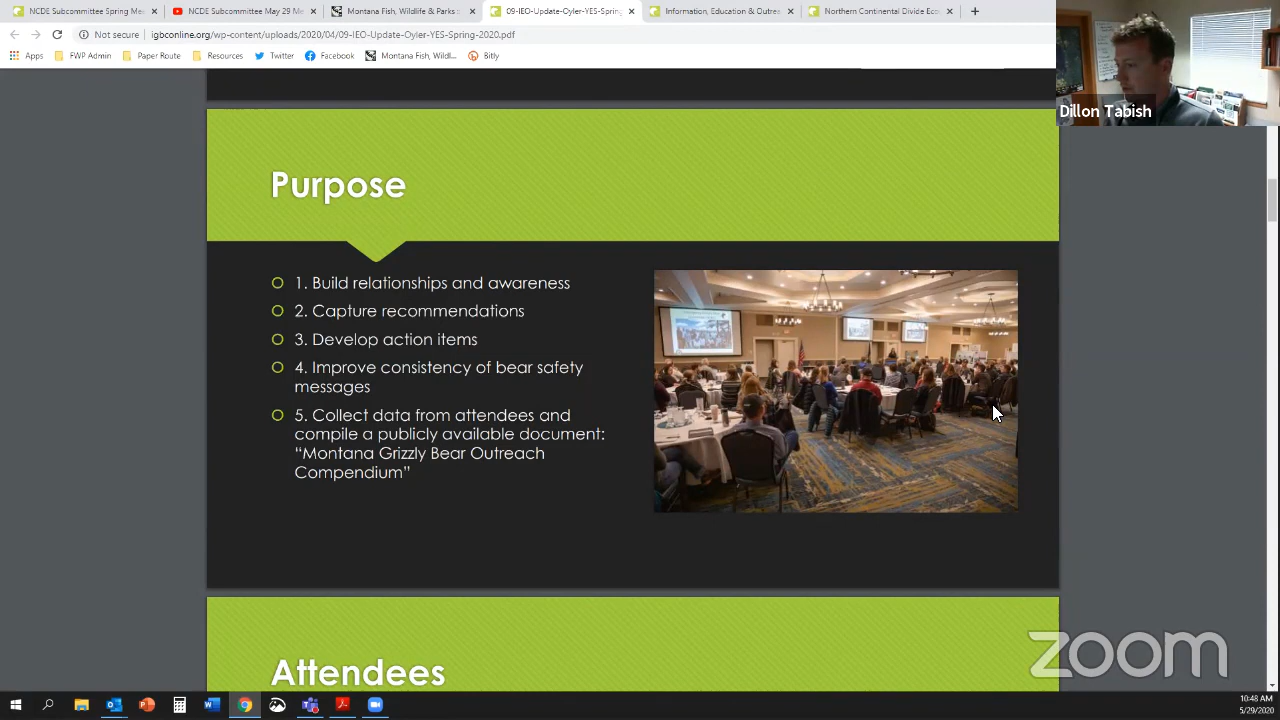 NCDE Subcommittee Spring Me
NCDE Subcommittee May 29 M
Montana Fish, Wildlife & Parks
09-IEO-Update-Oyler-YES-Spring
Information, Education & Outre
Northern Continental Divide Eco
Not secure
igbconline.org/wp-content/uploads/2020/04/09-IEO-Update-Oyler-YES-Spring-2020.pdf
Apps
FWP Admin
Paper Route
Resources
Twitter
Facebook
Montana Fish, Wildl...
Bitly
Dillon Tabish
Purpose
1. Build relationships and awareness
2. Capture recommendations
3. Develop action items
4. Improve consistency of bear safety
messages
5. Collect data from attendees and
compile a publicly available document:
“Montana Grizzly Bear Outreach
Compendium”
Attendees
zoom
10:48 AM
5/29/2020